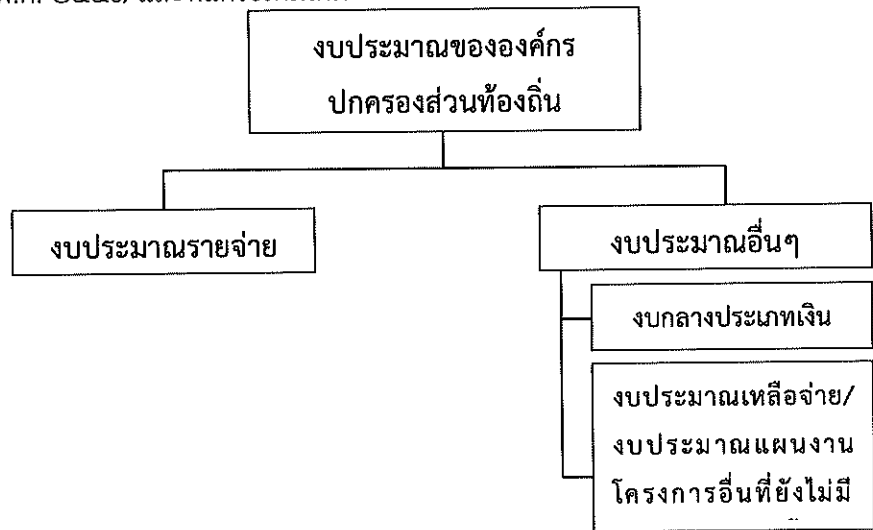 งบประมาณขององค์กร
ปกครองส่วนท้องถิ่น
งบประมาณรายจ่าย
งบประมาณอื่นๆ
งบกลางประเภทเงิน
งบประมาณเหลือจ่าย/
งบประมาณแผนงาน
โครงการอื่นที่ยังไม่มี